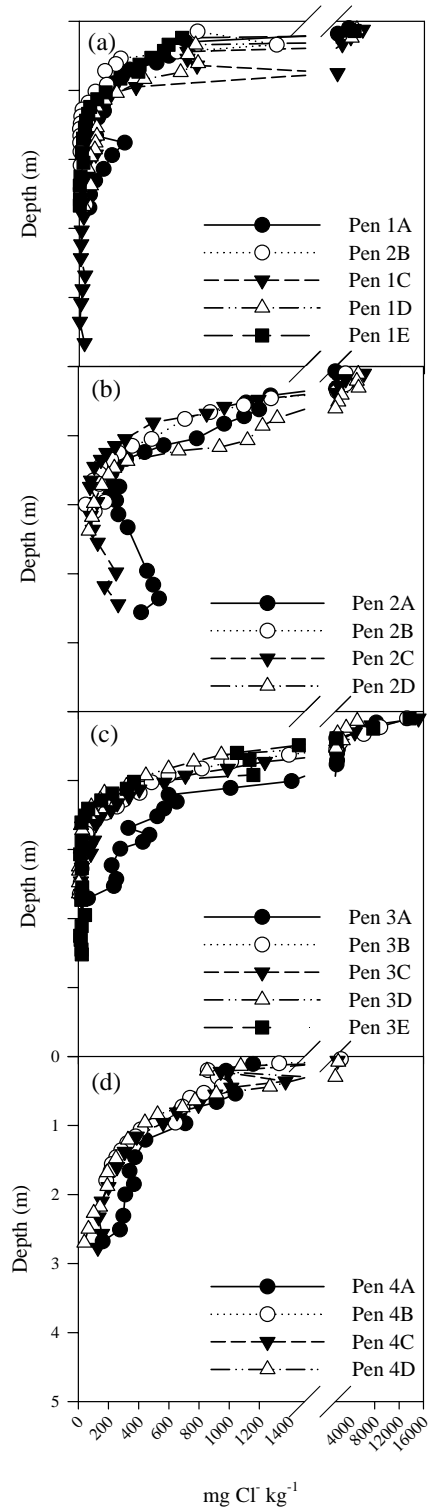 (a)
Depth (m)
Pen 1A
Pen 2B
Pen 1C
Pen 1D
Pen 1E
(b)
Depth (m)
Pen 2A
Pen 2B
Pen 2C
Pen 2D
(c)
Depth (m)
Pen 3A
Pen 3B
Pen 3C
Pen 3D
Pen 3E
0
(d)
1
2
3
4
5
Depth (m)
Pen 4A
Pen 4B
Pen 4C
Pen 4D
0 200 400 600 800 1000 1200 1400 4000 8000 12000 16000
mg Cl⁻ kg⁻¹